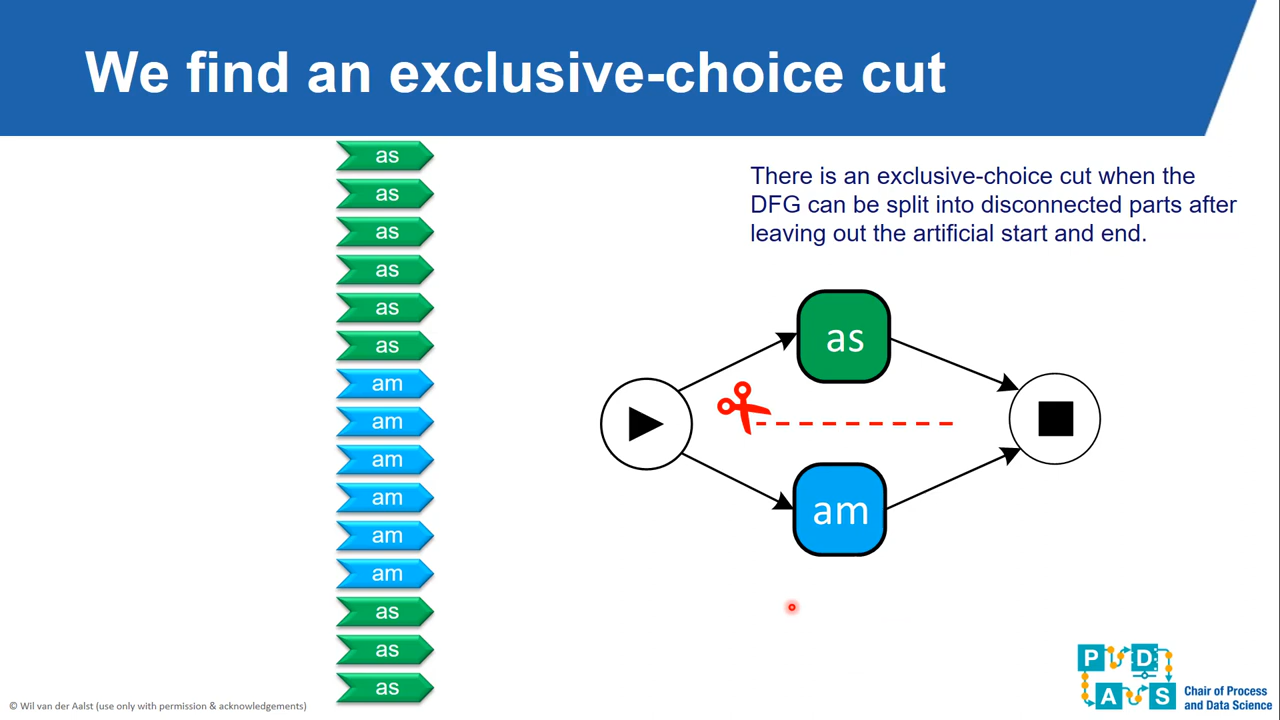 We find an exclusive-choice cut
as
as
as
as
as
as
am
am
am
am
am
am
as
as
as
There is an exclusive-choice cut when the
DFG can be split into disconnected parts after
leaving out the artificial start and end.
as
am
P D
A S
Chair of Process
and Data Science
© Wil van der Aalst (use only with permission & acknowledgements)